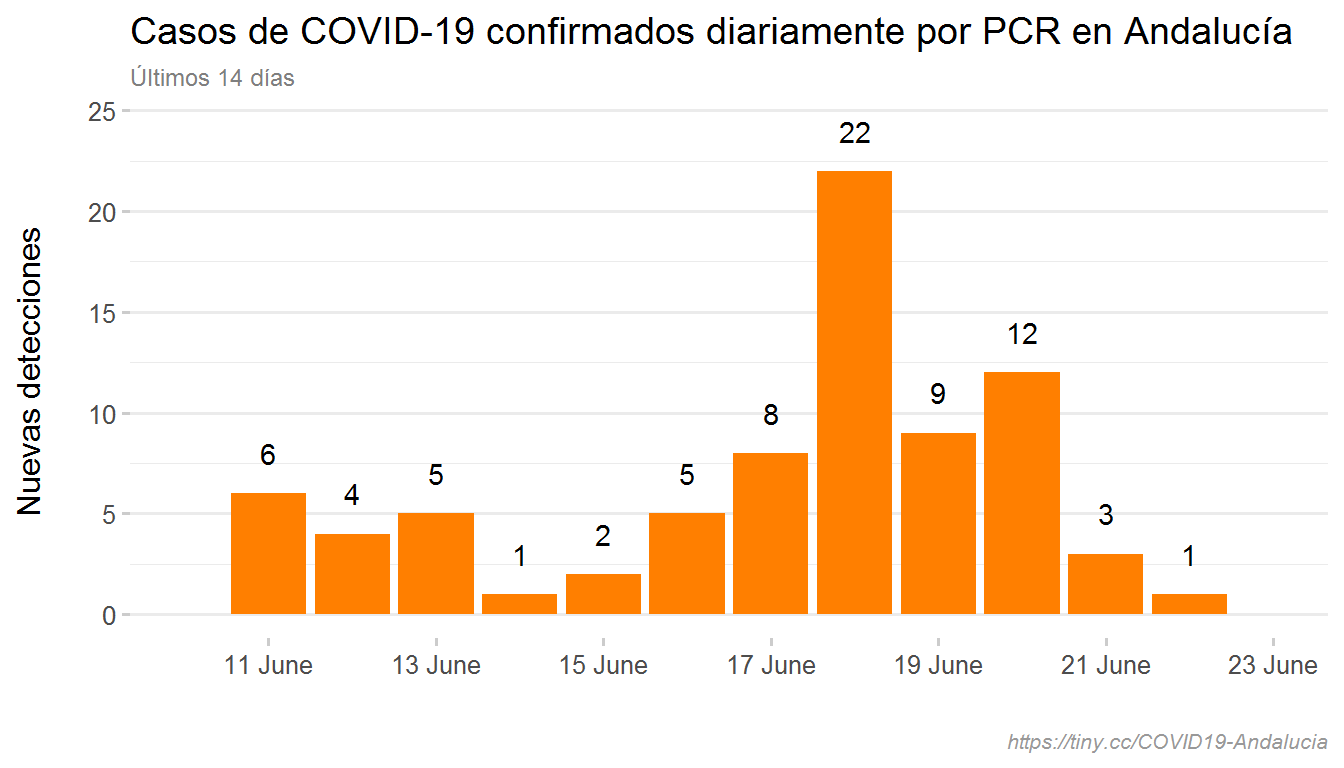 Casos de COVID-19 confirmados diariamente por PCR en Andalucía
Últimos 14 días
Nuevas detecciones
25
20
15
10
5
0
6
4
5
1
2
5
8
22
9
12
3
1
11 June
13 June
15 June
17 June
19 June
21 June
23 June
https://tiny.cc/COVID19-Andalucia